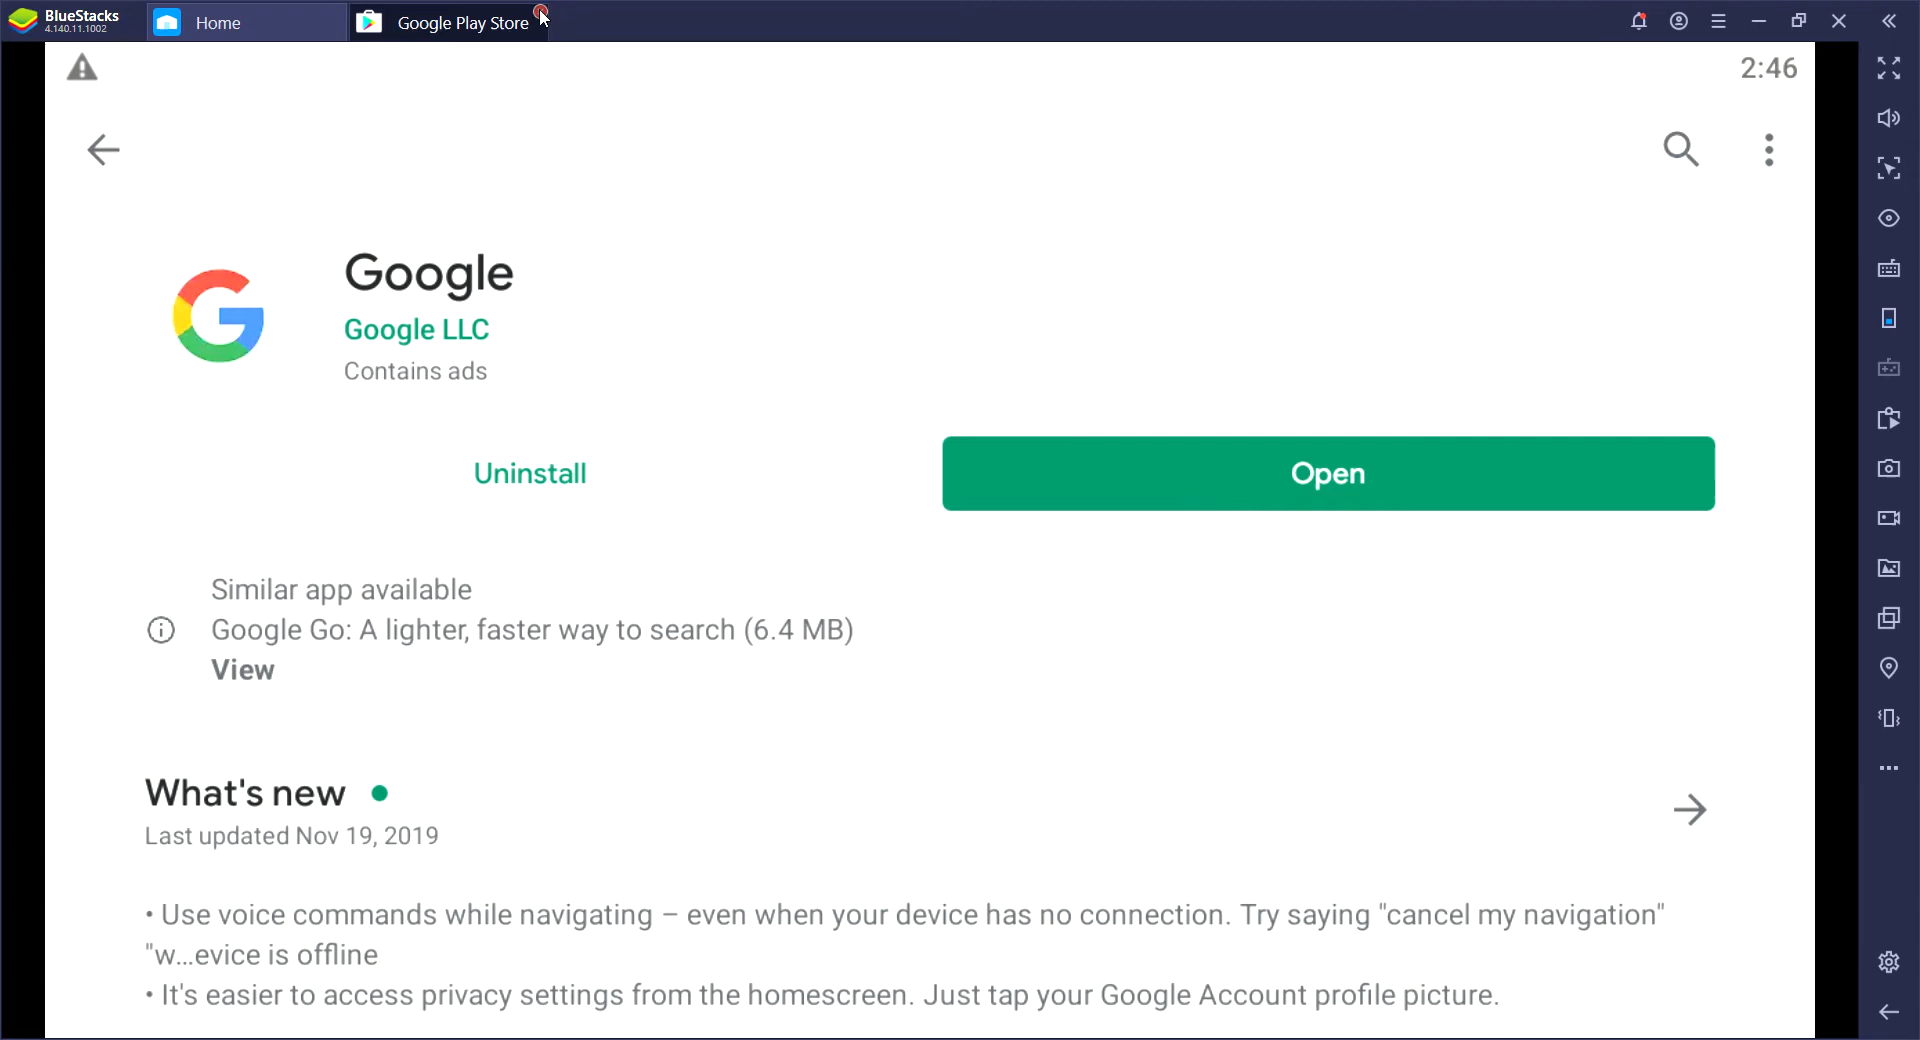 BlueStacks
4.140.11.1002
Home
Google Play Store
2:46
Google
Google LLC
Contains ads
Uninstall
Open
Similar app available
Google Go: A lighter, faster way to search (6.4 MB)
View
What's new
Last updated Nov 19, 2019
• Use voice commands while navigating – even when your device has no connection. Try saying "cancel my navigation"
"w...evice is offline
• It's easier to access privacy settings from the homescreen. Just tap your Google Account profile picture.